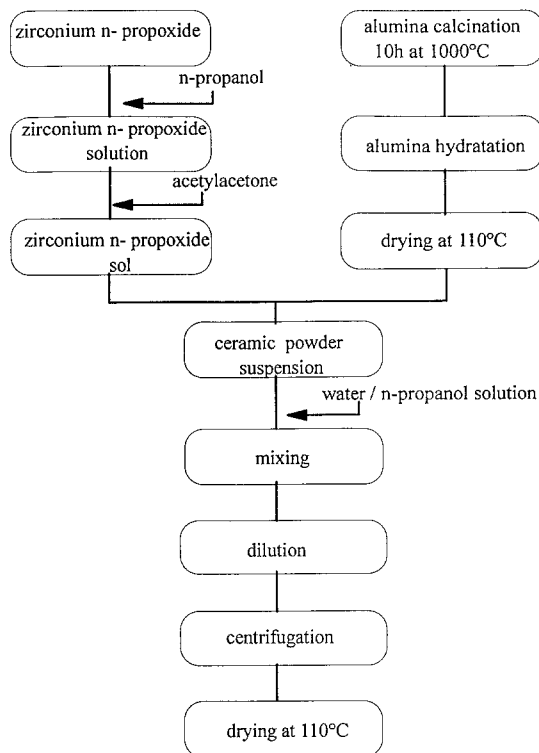 zirconium n- propoxide
n-propanol
zirconium n- propoxide
solution
acetylacetone
zirconium n- propoxide
sol
alumina calcination
10h at 1000°C
alumina hydratation
drying at 110°C
ceramic powder
suspension
water / n-propanol solution
mixing
dilution
centrifugation
drying at 110°C